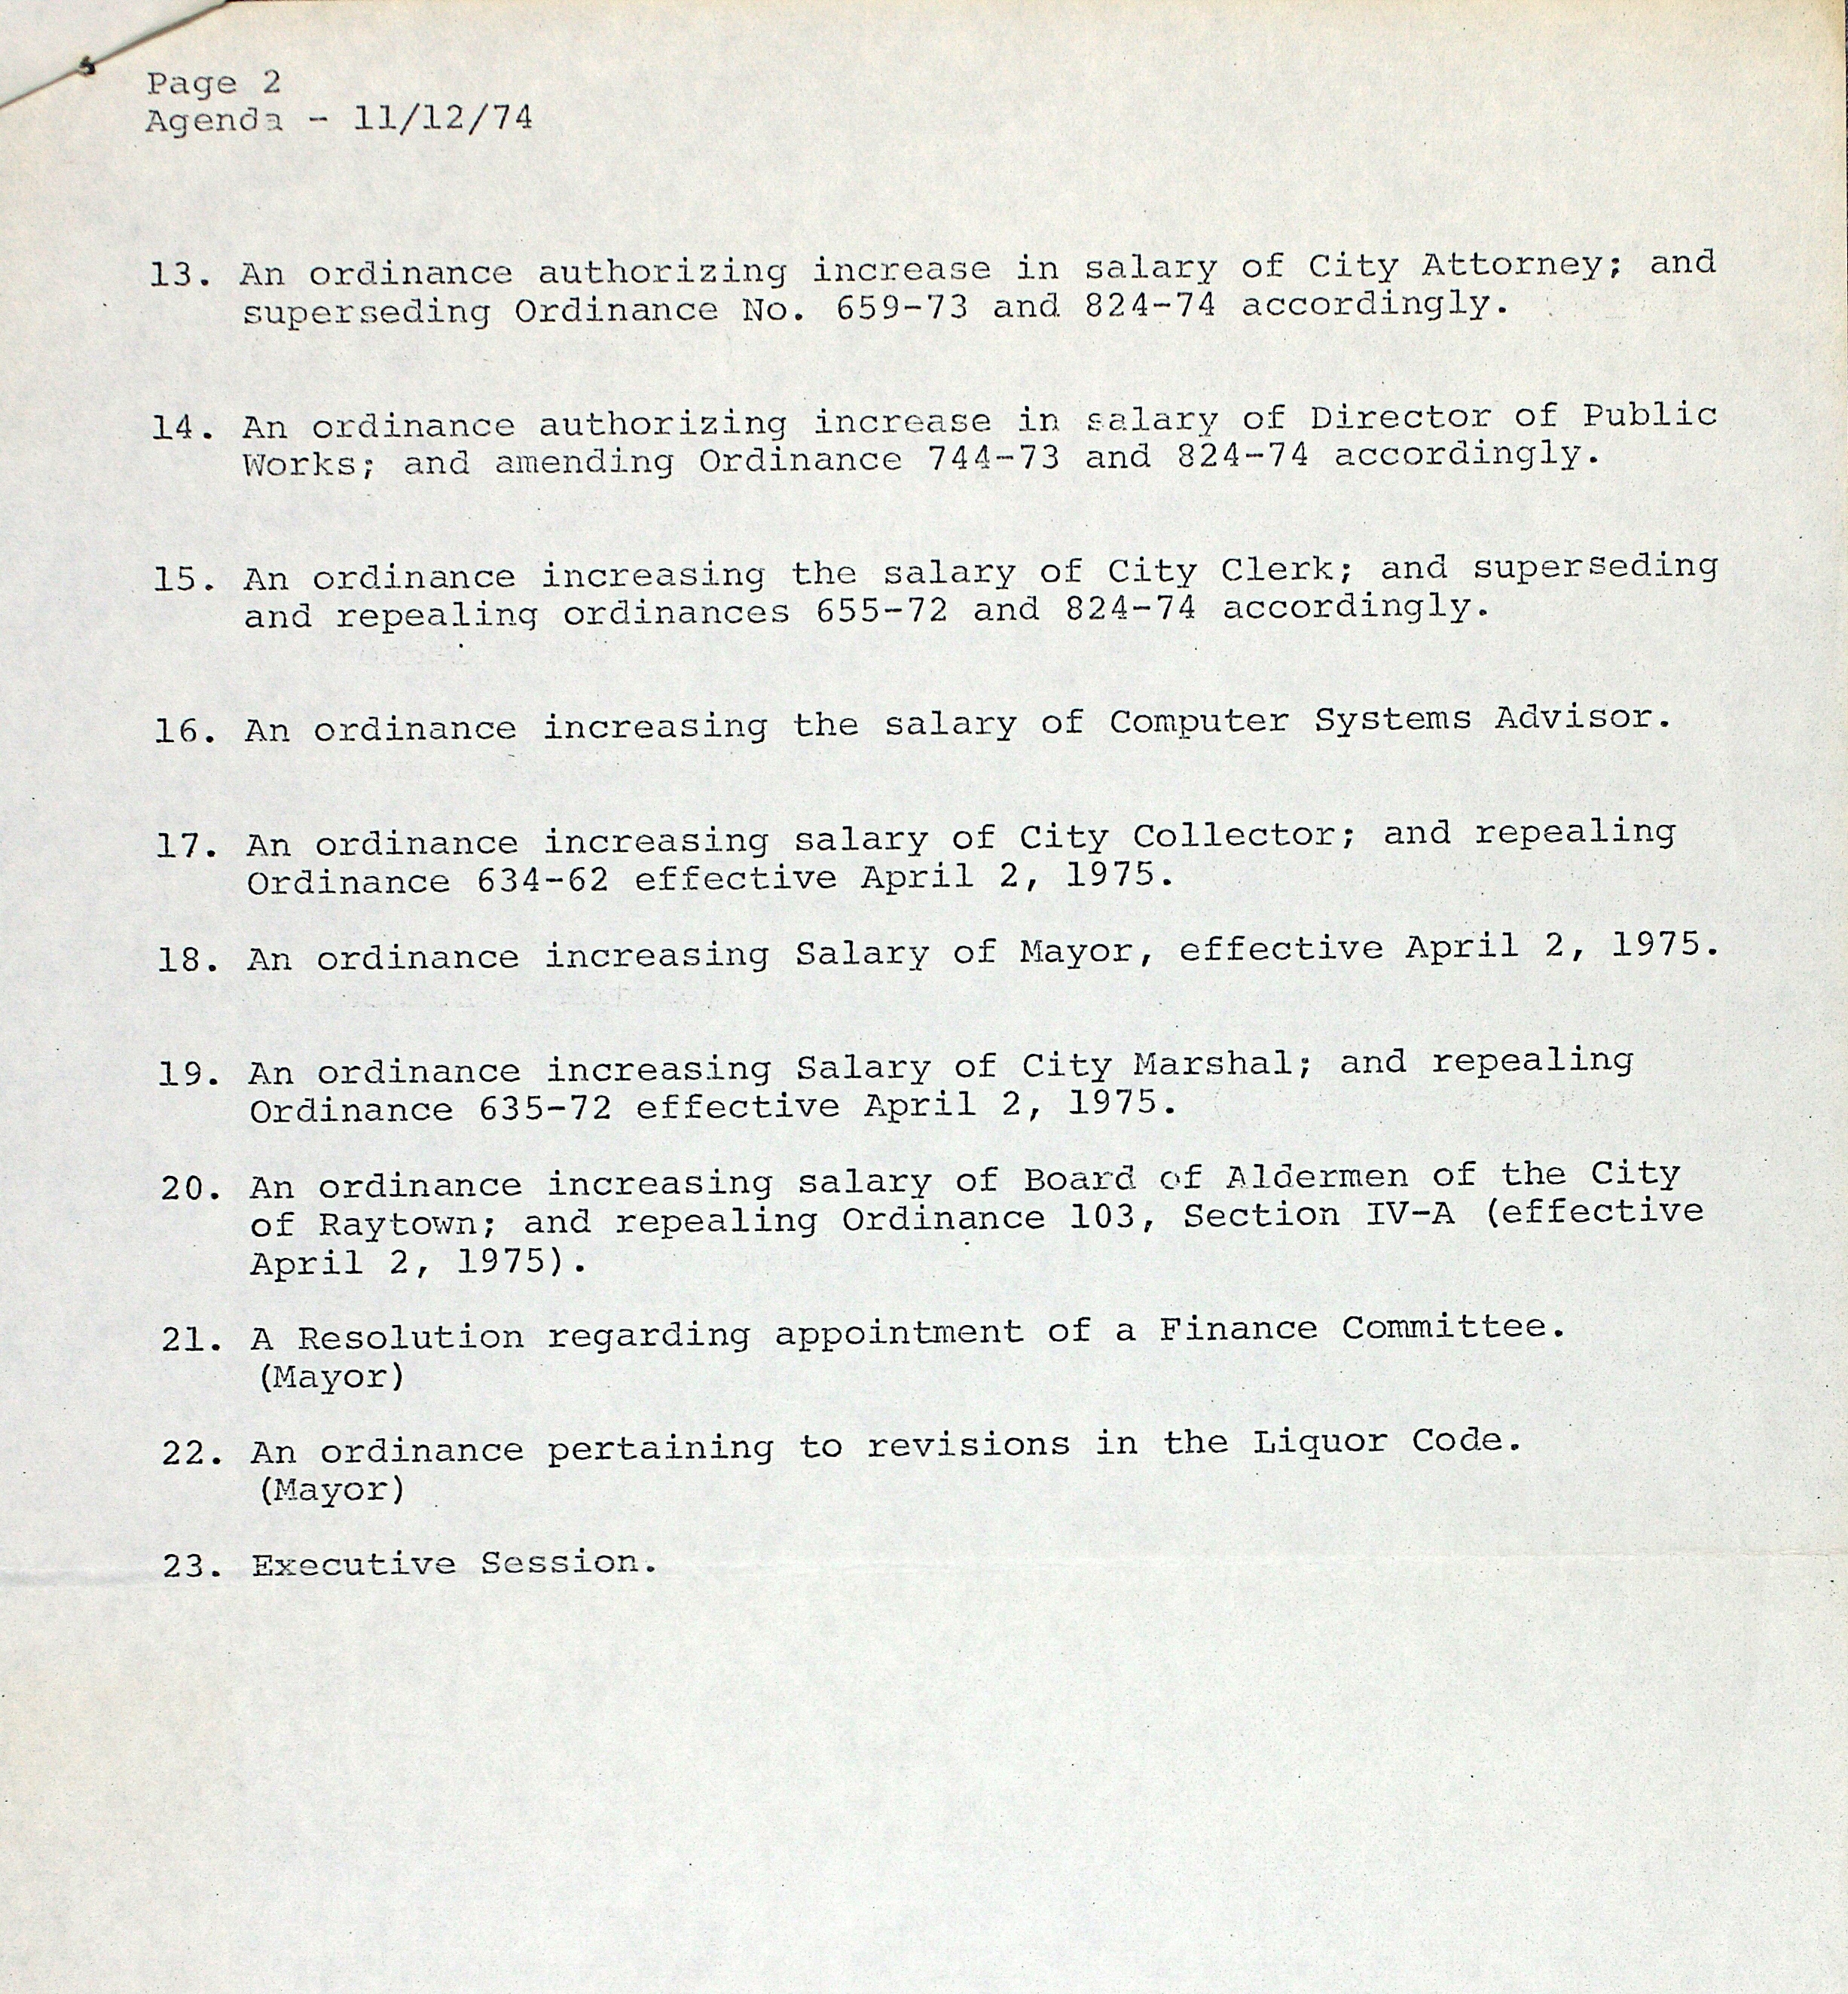 Page 2
Agenda - 11/12/74
13. An ordinance authorizing increase in salary of City Attorney; and
superseding Ordinance No. 659-73 and 824-74 accordingly.
14. An ordinance authorizing increase in salary of Director of Public
Works; and amending Ordinance 744-73 and 824-74 accordingly.
15. An ordinance increasing the salary of City Clerk; and superseding
and repealing ordinances 655-72 and 824-74 accordingly.
16. An ordinance increasing the salary of Computer Systems Advisor.
17. An ordinance increasing salary of City Collector; and repealing
Ordinance 634-62 effective April 2, 1975.
18. An ordinance increasing Salary of Mayor, effective April 2, 1975.
19. An ordinance increasing Salary of City Marshal; and repealing
Ordinance 635-72 effective April 2, 1975.
20. An ordinance increasing salary of Board of Aldermen of the City
of Raytown; and repealing Ordinance 103, Section IV-A (effective
April 2, 1975).
21. A Resolution regarding appointment of a Finance Committee.
(Mayor)
22. An ordinance pertaining to revisions in the Liquor Code.
(Mayor)
23. Executive Session.